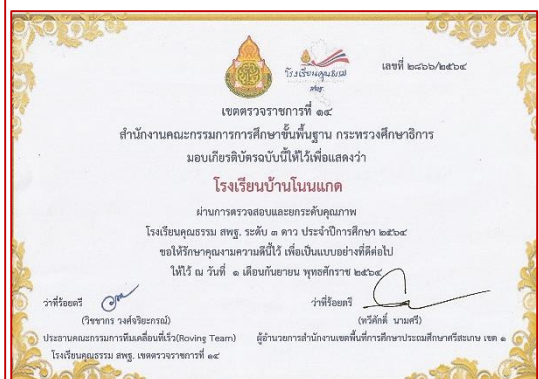 โรงเรียนคุณธรรม
สพฐ.
เลขที่ ๒๘๖๖/๒๕๖๔
เขตตรวจราชการที่ ๑๔
สำนักงานคณะกรรมการการศึกษาขั้นพื้นฐาน กระทรวงศึกษาธิการ
มอบเกียรติบัตรฉบับนี้ให้ไว้เพื่อแสดงว่า
โรงเรียนบ้านโนนแกด
ผ่านการตรวจสอบและยกระดับคุณภาพ
โรงเรียนคุณธรรม สพฐ. ระดับ ๓ ดาว ประจำปีการศึกษา ๒๕๖๔
ขอให้รักษาคุณงามความดีนี้ไว้ เพื่อเป็นแบบอย่างที่ดีต่อไป
ให้ไว้ ณ วันที่ ๑ เดือนกันยายน พุทธศักราช ๒๕๖๔
ว่าที่ร้อยตรี
(วิชชากร วงศ์จริยะกรณ์)
ประธานคณะกรรมการทีมเคลื่อนที่เร็ว(Roving Team)
โรงเรียนคุณธรรม สพฐ. เขตตรวจราชการที่ ๑๔
ว่าที่ร้อยตรี
(ทวีศักดิ์ นามศรี)
ผู้อำนวยการสำนักงานเขตพื้นที่การศึกษาประถมศึกษาศรีสะเกษ เขต ๑